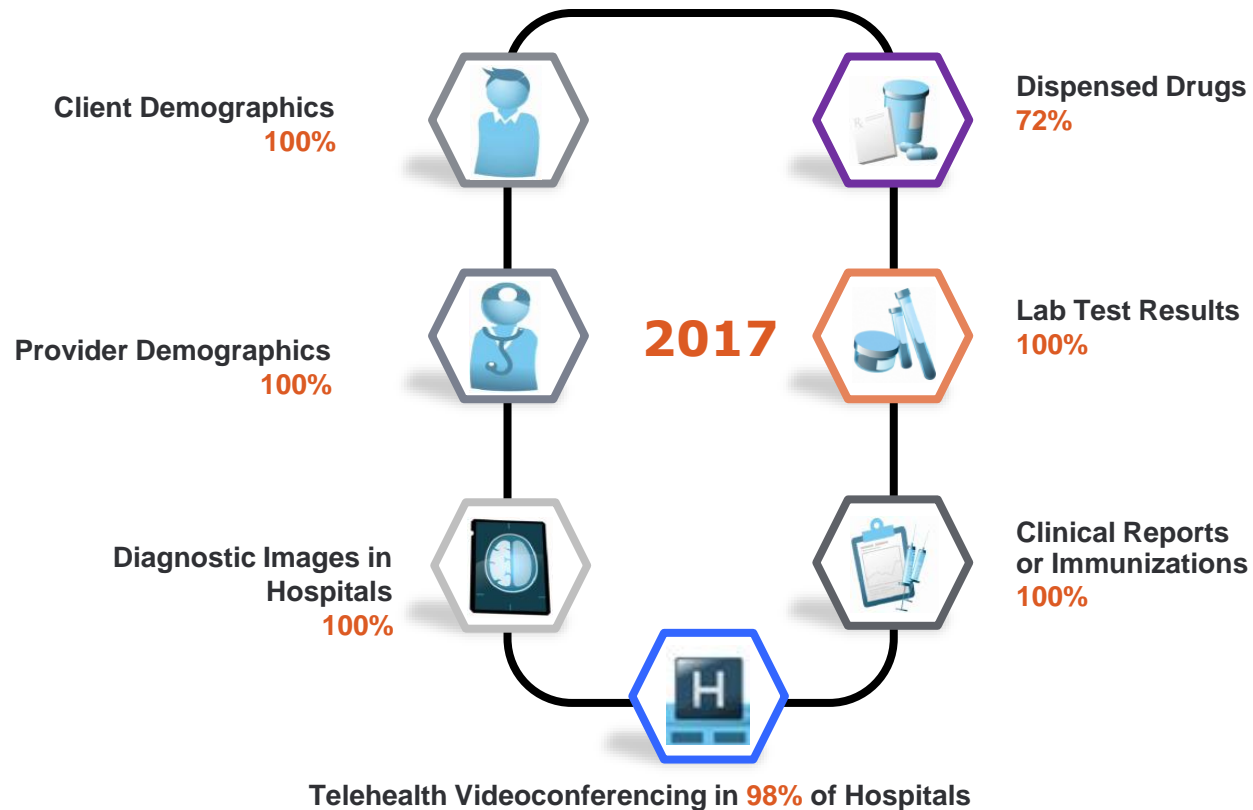 Client Demographics
100%
Dispensed Drugs
72%
Provider Demographics
100%
2017
Lab Test Results
100%
Diagnostic Images in
Hospitals
100%
Clinical Reports
or Immunizations
100%
H
Telehealth Videoconferencing in 98% of Hospitals